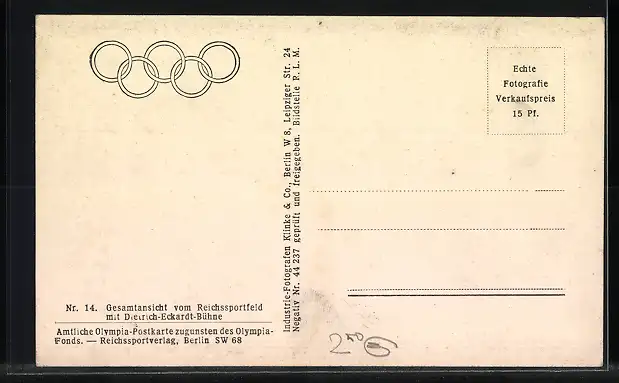 Echte
Fotografie
Verkaufspreis
15 Pf.
Industrie-Fotografen Klinke & Co., Berlin W 8, Leipziger Str. 24
Negativ Nr. 44 237 geprüft und freigegeben. Bildstelle R. L. M.
Nr. 14. Gesamtansicht vom Reichssportfeld
mit Dietrich-Eckardt-Bühne
Amtliche Olympia-Postkarte zugunsten des Olympia-
Fonds. — Reichssportverlag, Berlin SW 68